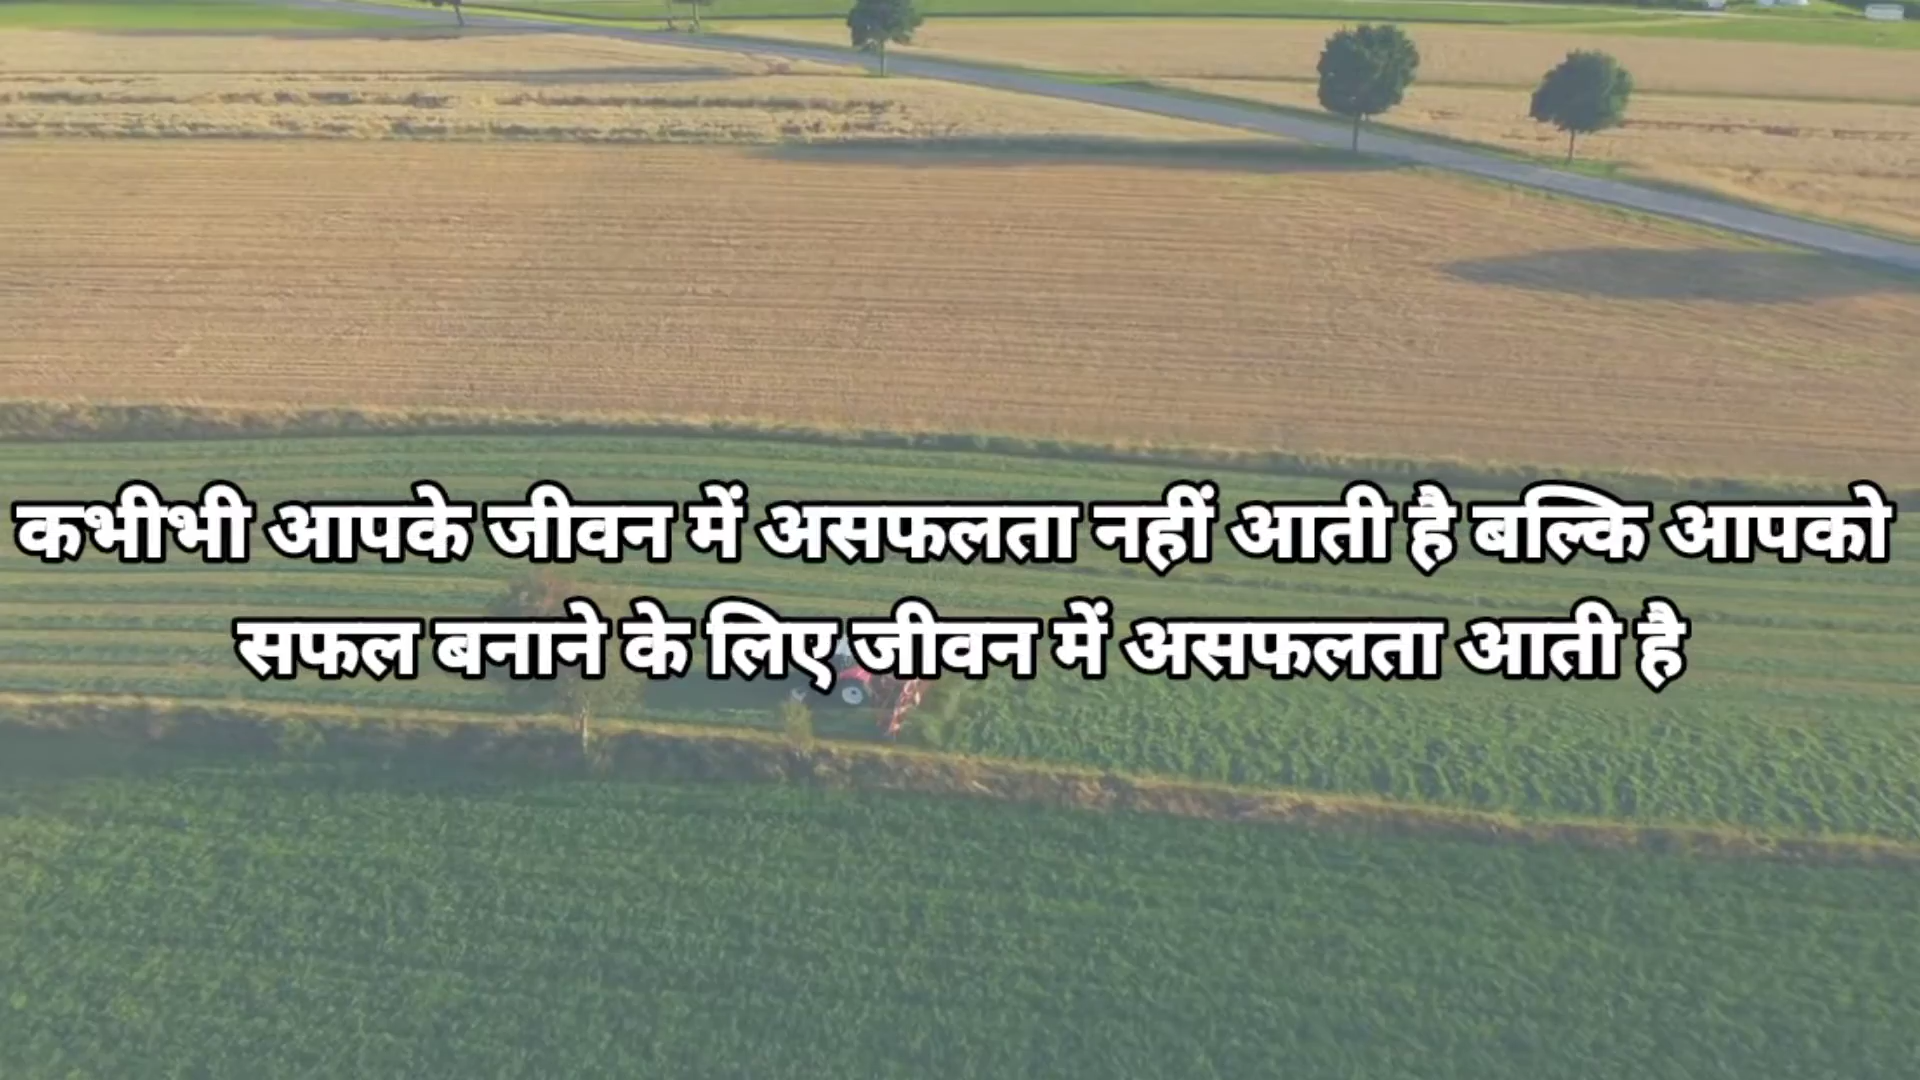 कभीभी आपके जीवन में असफलता नहीं आती है बल्कि आपको
सफल बनाने के लिए जीवन में असफलता आती है